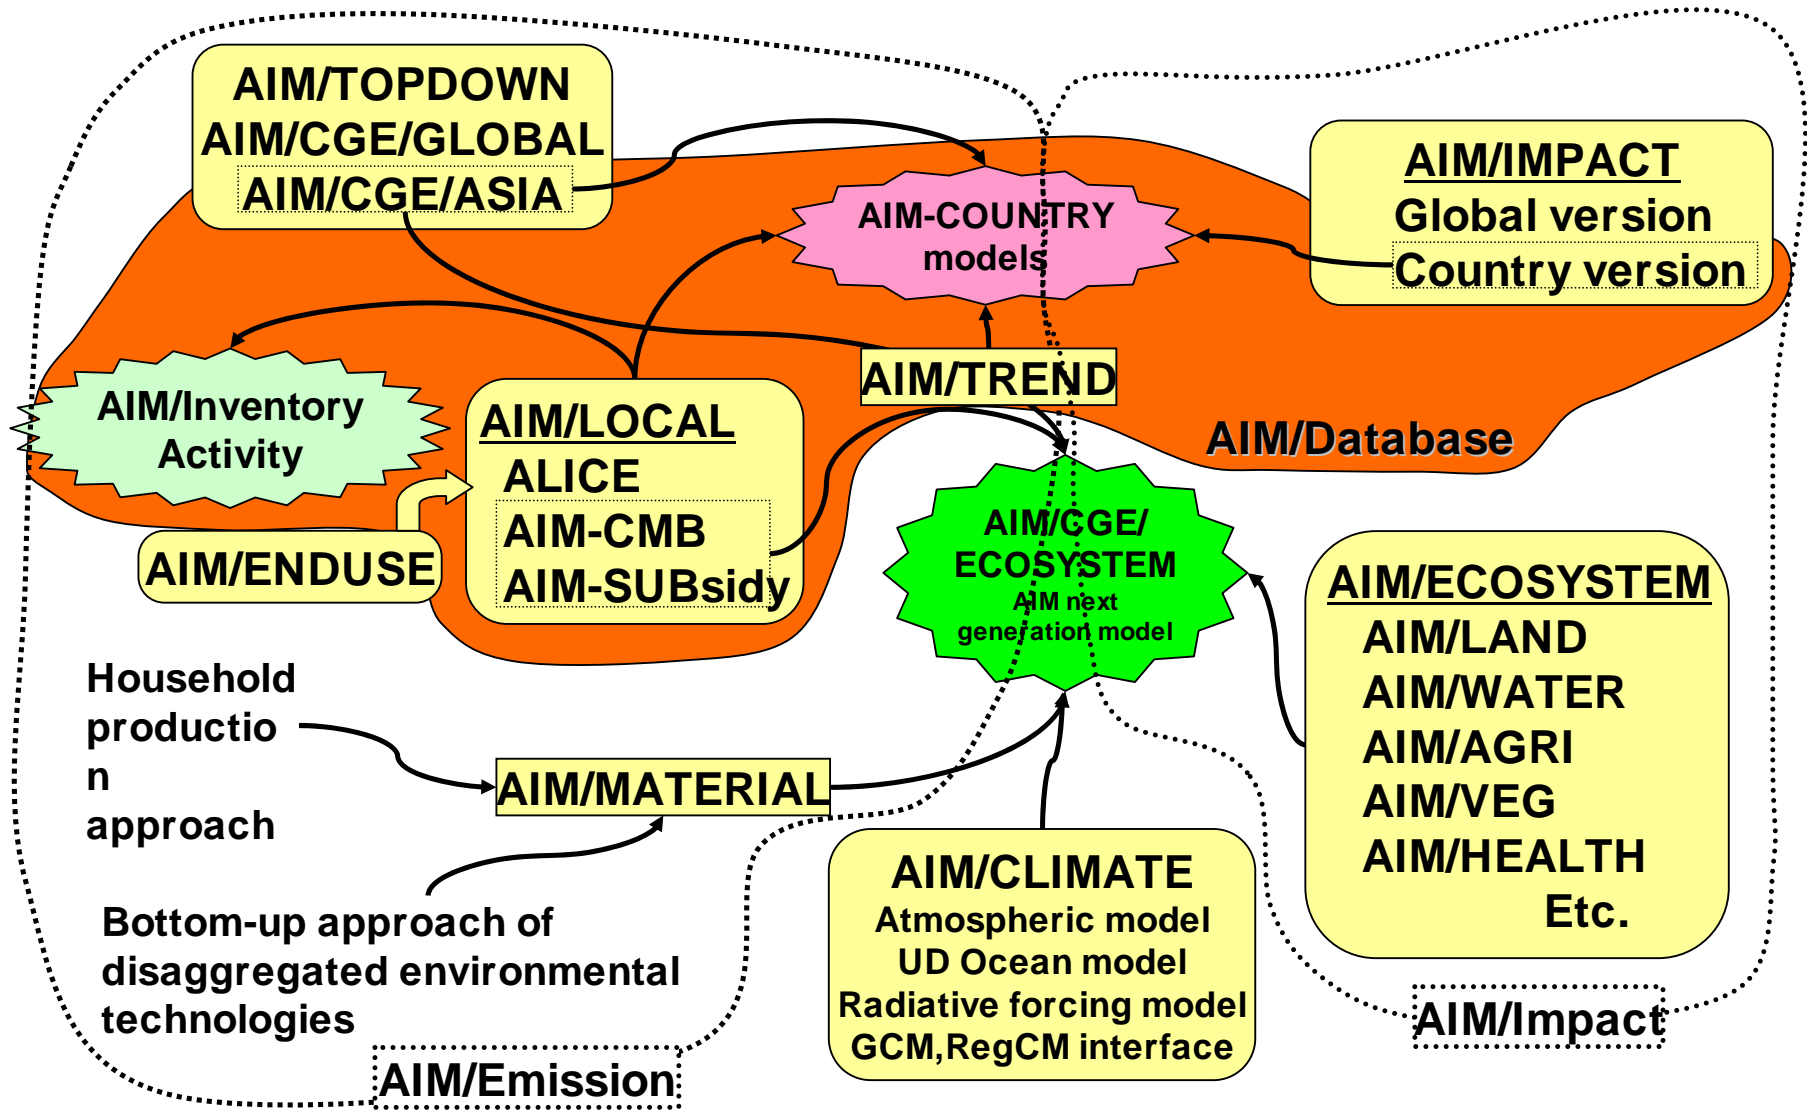 AIM/TOPDOWN
AIM/CGE/GLOBAL
AIM/CGE/ASIA
AIM-COUNTRY
models
AIM/IMPACT
Global version
Country version
AIM/TREND
AIM/Inventory
Activity
AIM/LOCAL
ALICE
AIM-CMB
AIM-SUBsidy
AIM/Database
AIM/ENDUSE
AIM/CGE/
ECOSYSTEM
AIM next
generation model
AIM/ECOSYSTEM
AIM/LAND
AIM/WATER
AIM/AGRI
AIM/VEG
AIM/HEALTH
Etc.
Household
productio
n
approach
AIM/MATERIAL
Bottom-up approach of
disaggregated environmental
technologies
AIM/CLIMATE
Atmospheric model
UD Ocean model
Radiative forcing model
GCM,RegCM interface
AIM/Impact
AIM/Emission